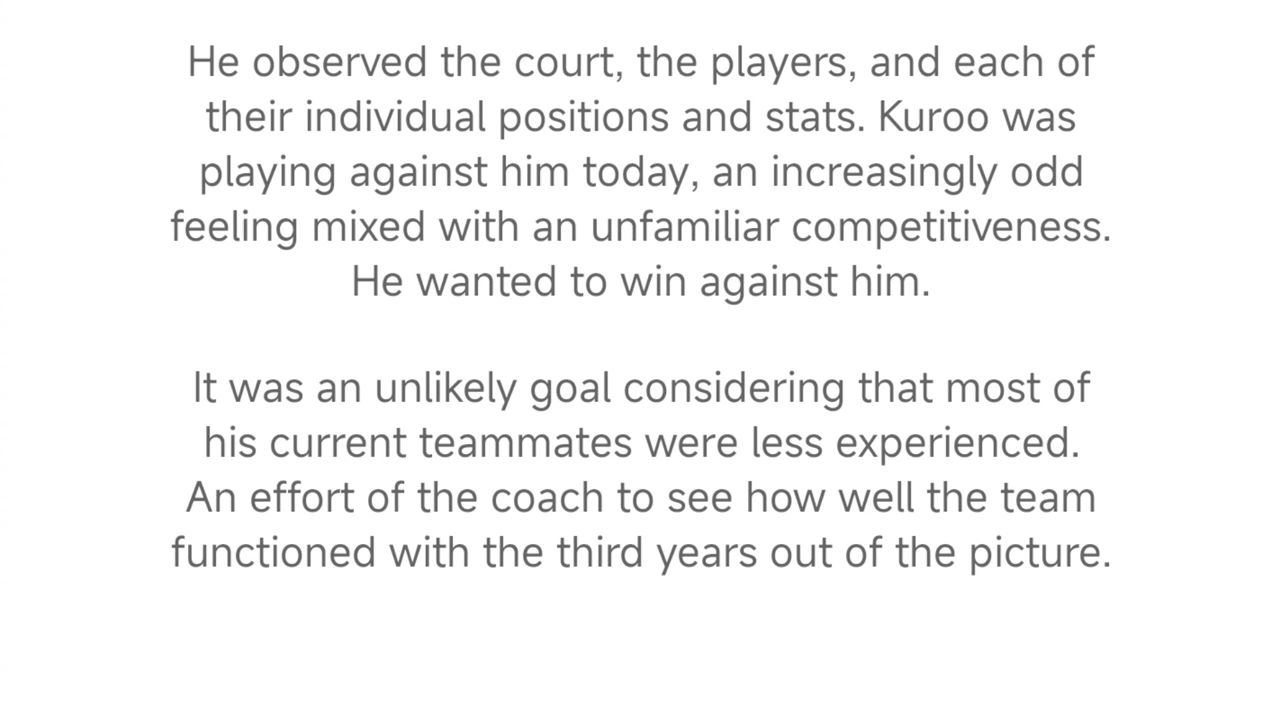 He observed the court, the players, and each of
their individual positions and stats. Kuroo was
playing against him today, an increasingly odd
feeling mixed with an unfamiliar competitiveness.
He wanted to win against him.
It was an unlikely goal considering that most of
his current teammates were less experienced.
An effort of the coach to see how well the team
functioned with the third years out of the picture.